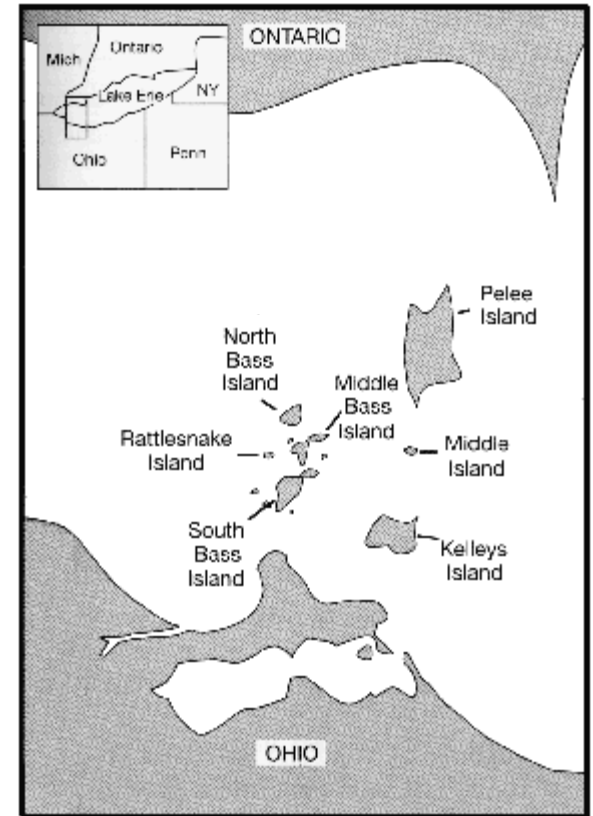 ONTARIO
Mich
Ontario
Lake Erie
NY
Ohio
Penn
Pelee
Island
North
Bass
Island
Middle
Bass
Island
Rattlesnake
Island
Middle
Island
South
Bass
Island
Kelleys
Island
OHIO